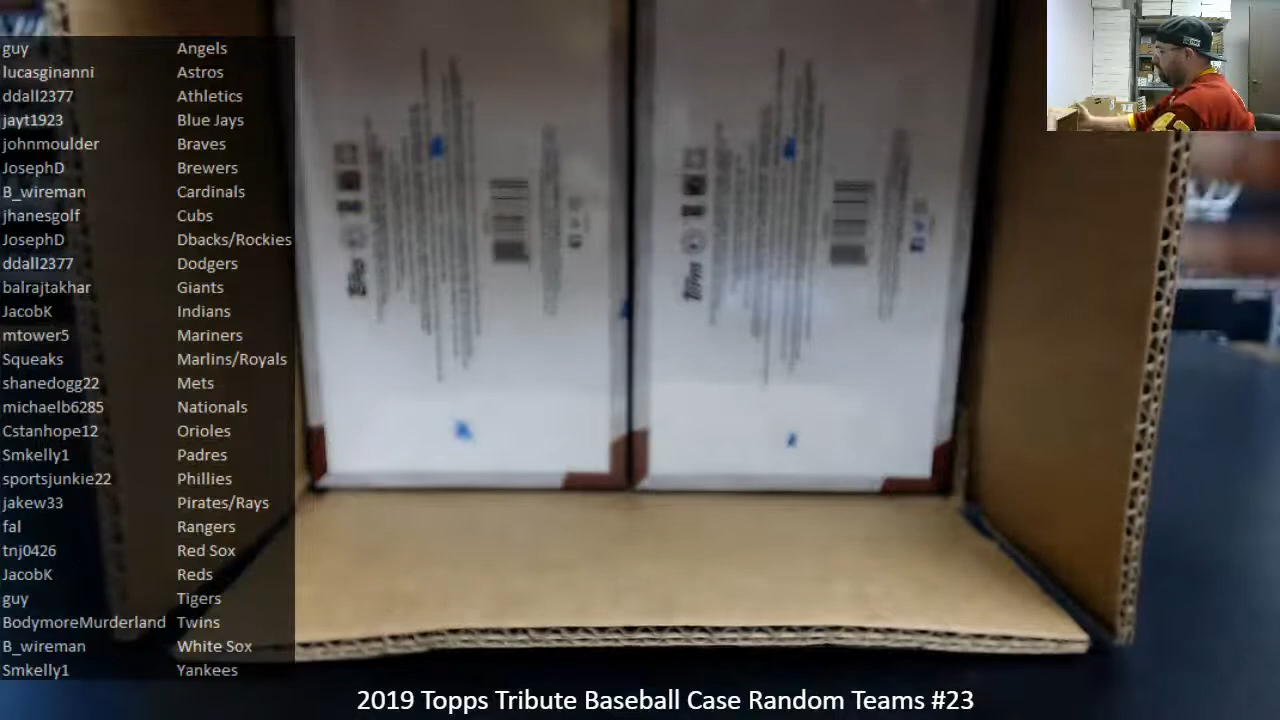 guy Angels
lucasginanni Astros
ddall2377 Athletics
jayt1923 Blue Jays
johnmoulder Braves
JosephD Brewers
B_wireman Cardinals
jhanesgolf Cubs
JosephD Dbacks/Rockies
ddall2377 Dodgers
balrajtakhar Giants
JacobK Indians
mtower5 Mariners
Squeaks Marlins/Royals
shanedogg22 Mets
michaelb6285 Nationals
Cstanhope12 Orioles
Smkelly1 Padres
sportsjunkie22 Phillies
jakew33 Pirates/Rays
fal Rangers
tnj0426 Red Sox
JacobK Reds
guy Tigers
BodymoreMurderland Twins
B_wireman White Sox
Smkelly1 Yankees
Topps
Topps
2019 Topps Tribute Baseball Case Random Teams #23